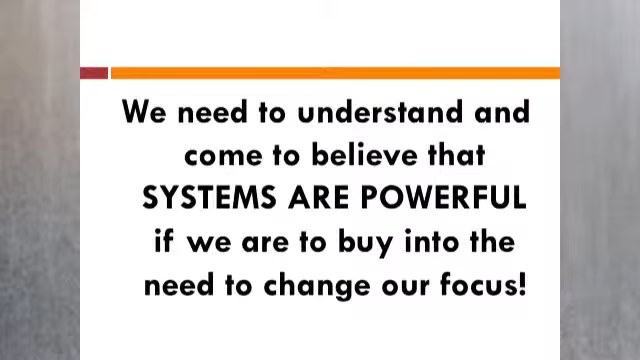 We need to understand and
come to believe that
SYSTEMS ARE POWERFUL
if we are to buy into the
need to change our focus!